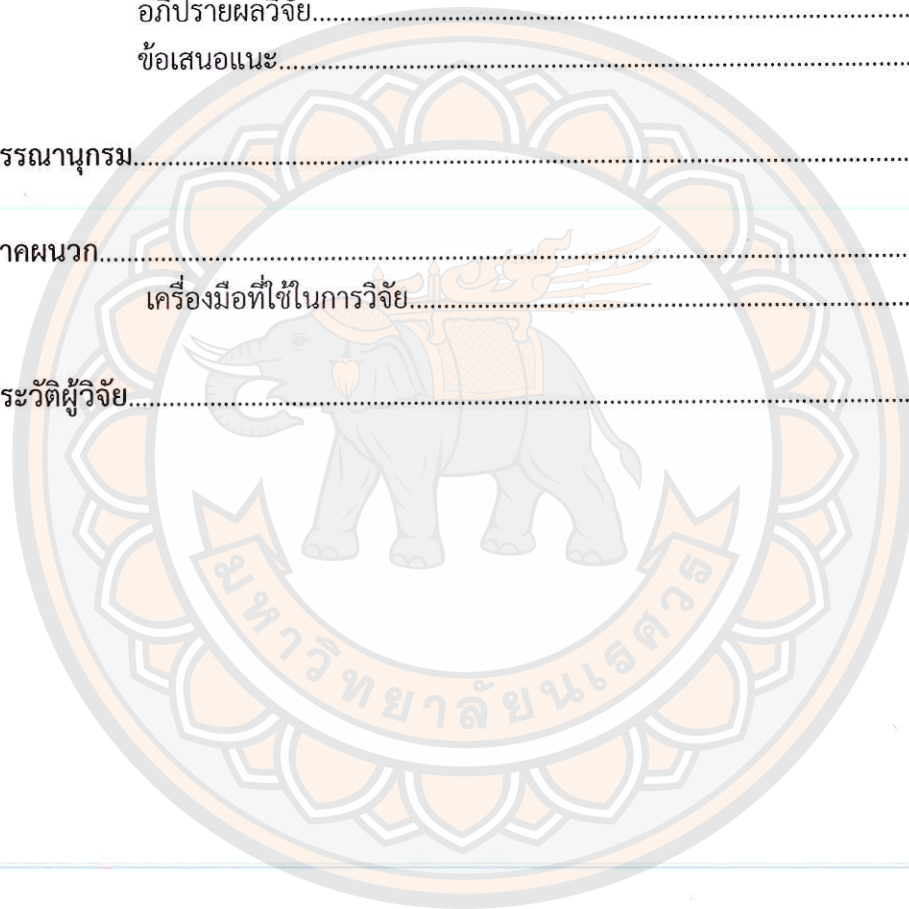 อภิปรายผลวิจัย
ข้อเสนอแนะ
รรณานุกรม
าคผนวก
เครื่องมือที่ใช้ในการวิจัย
ระวัติผู้วิจัย
มหาวิทยาลัยนเรศวร